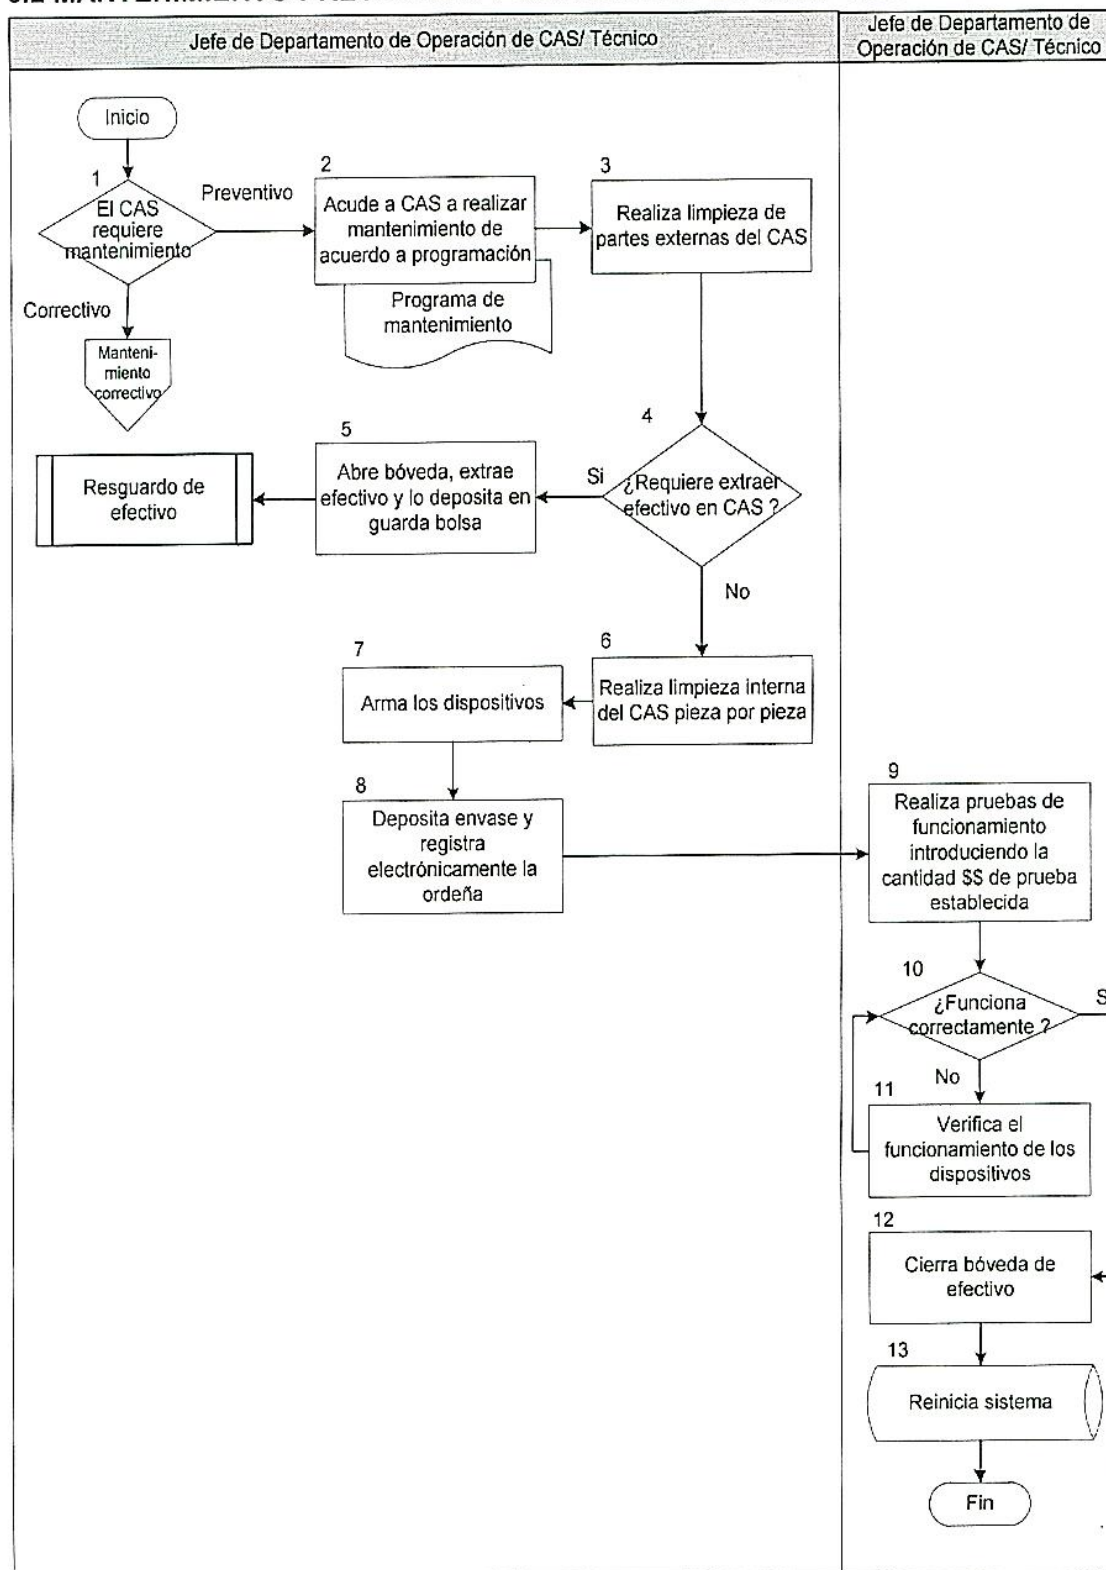 Jefe de Departamento de Operación de CAS/ Técnico
Jefe de Departamento de
Operación de CAS/ Técnico
Inicio
1
El CAS
requiere
mantenimiento
Preventivo
Correctivo
Manteni-
miento
correctivo
2
Acude a CAS a realizar
mantenimiento de
acuerdo a programación
Programa de
mantenimiento
3
Realiza limpieza de
partes externas del CAS
4
¿Requiere extraer
efectivo en CAS ?
Si
No
5
Abre bóveda, extrae
efectivo y lo deposita en
guarda bolsa
Resguardo de
efectivo
6
Realiza limpieza interna
del CAS pieza por pieza
7
Arma los dispositivos
8
Deposita envase y
registra
electrónicamente la
ordeña
9
Realiza pruebas de
funcionamiento
introduciendo la
cantidad $$ de prueba
establecida
10
¿Funciona
correctamente ?
S
No
11
Verifica el
funcionamiento de los
dispositivos
12
Cierra bóveda de
efectivo
13
Reinicia sistema
Fin